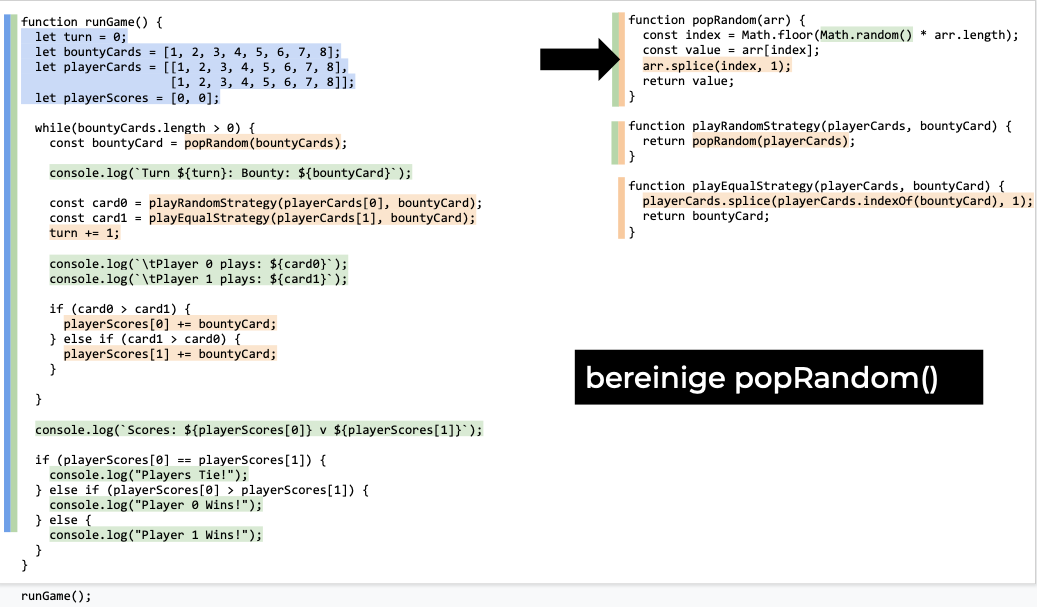 function runGame() {
let turn = 0;
let bountyCards = [1, 2, 3, 4, 5, 6, 7, 8];
let playerCards = [[1, 2, 3, 4, 5, 6, 7, 8],
[1, 2, 3, 4, 5, 6, 7, 8]];
let playerScores = [0, 0];
while(bountyCards.length > 0) {
const bountyCard = popRandom(bountyCards);
console.log(`Turn ${turn}: Bounty: ${bountyCard}`);
const card0 = playRandomStrategy(playerCards[0], bountyCard);
const card1 = playEqualStrategy(playerCards[1], bountyCard);
turn += 1;
console.log(`\tPlayer 0 plays: ${card0}`);
console.log(`\tPlayer 1 plays: ${card1}`);
if (card0 > card1) {
playerScores[0] += bountyCard;
} else if (card1 > card0) {
playerScores[1] += bountyCard;
}
}
console.log(`Scores: ${playerScores[0]} v ${playerScores[1]}`);
if (playerScores[0] == playerScores[1]) {
console.log("Players Tie!");
} else if (playerScores[0] > playerScores[1]) {
console.log("Player 0 Wins!");
} else {
console.log("Player 1 Wins!");
}
}
runGame();
function popRandom(arr) {
const index = Math.floor(Math.random() * arr.length);
const value = arr[index];
arr.splice(index, 1);
return value;
}
function playRandomStrategy(playerCards, bountyCard) {
return popRandom(playerCards);
}
function playEqualStrategy(playerCards, bountyCard) {
playerCards.splice(playerCards.indexOf(bountyCard), 1);
return bountyCard;
}
bereinige popRandom()